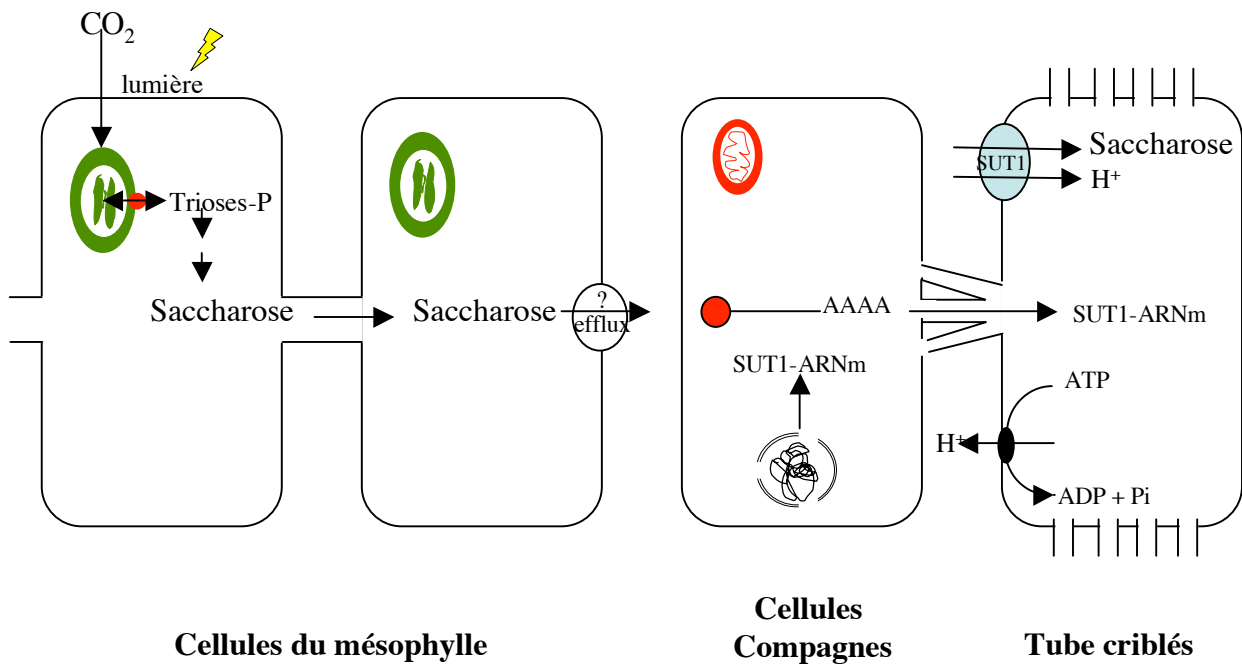 CO2
lumière
Trioses-P
Saccharose
Saccharose
?
efflux
AAAA
SUT1-ARNm
SUT1
Saccharose
H+
SUT1-ARNm
ATP
H+
ADP + Pi
Cellules du mésophylle
Cellules
Compagnes
Tube criblés